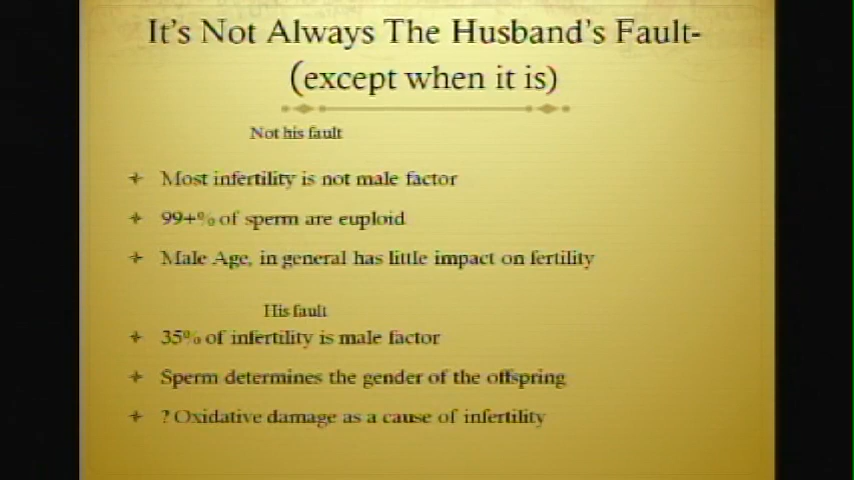 It's Not Always The Husband's Fault-
(except when it is)
Not his fault
Most infertility is not male factor
99+% of sperm are euploid
Male Age, in general has little impact on fertility
His fault
35% of infertility is male factor
Sperm determines the gender of the offspring
? Oxidative damage as a cause of infertility